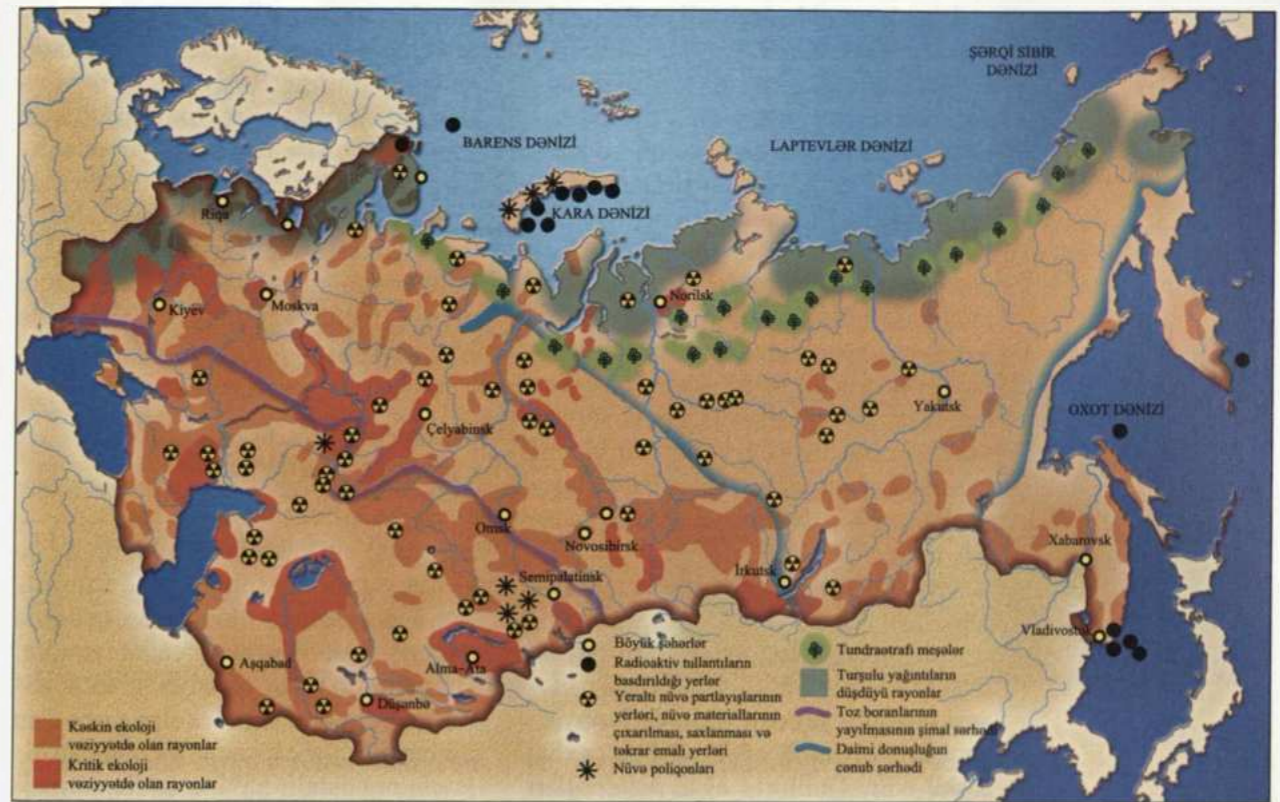 ŞƏRQİ SİBİR
DƏNİZİ
BARENS DƏNİZİ
LAPTEVLƏR DƏNİZİ
KARA DƏNİZİ
Riqa
Norilsk
Kiyev
Moskva
Yakutsk
OXOT DƏNİZİ
Çelyabinsk
Omsk
Novosibirsk
Xabarovsk
İrkutsk
Semipalatinsk
Vladivostok
Aşqabad
Alma-Ata
Düşənbə
Kəskin ekoloji
vəziyyətdə olan rayonlar
Kritik ekoloji
vəziyyətdə olan rayonlar
Böyük şəhərlər
Radioaktiv tullantıların
basdırıldığı yerlər
Yeraltı nüvə partlayışlarının
yerləri, nüvə materiallarının
çıxarılması, saxlanması və
təkrar emalı yerləri
Nüvə poliqonları
Tundraətrafı meşələr
Turşulu yağıntıların
düşdüyü rayonlar
Toz boranlarının
yayılmasının şimal sərhədi
Daimi donuşluğun
cənub sərhədi